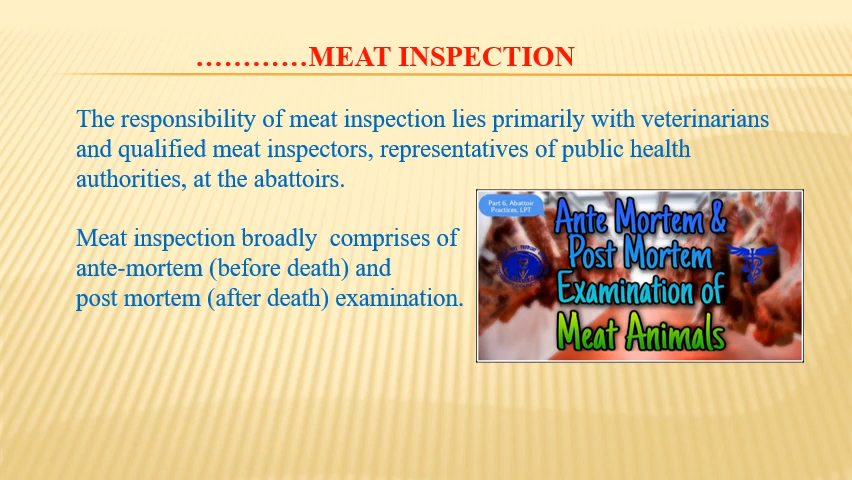 …………MEAT INSPECTION
The responsibility of meat inspection lies primarily with veterinarians
and qualified meat inspectors, representatives of public health
authorities, at the abattoirs.
Meat inspection broadly  comprises of
ante-mortem (before death) and
post mortem (after death) examination.
Part 6. Abattoir
Practices, LPT
Ante Mortem &
Post Mortem
Examination of
Meat Animals